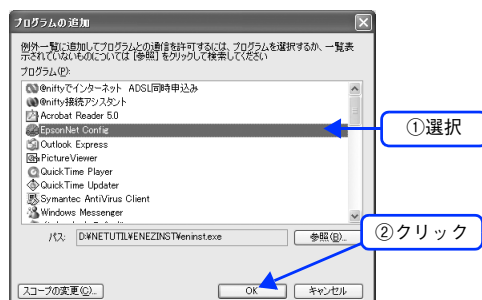 プログラムの追加
例外一覧に追加してプログラムとの通信を許可するには、プログラムを選択するか、一覧表
示されていないものについては [参照] をクリックして検索してください
プログラム(P):
@niftyでインターネット ADSL同時申込み
@nifty接続アシスタント
Acrobat Reader 5.0
EpsonNet Config
①選択
Outlook Express
PictureViewer
QuickTime Player
QuickTime Updater
Symantec AntiVirus Client
Windows Messenger
パス: D:¥NETUTIL¥ENEZINST¥eninst.exe
参照(B)...
②クリック
スコープの変更(C)...
OK
キャンセル